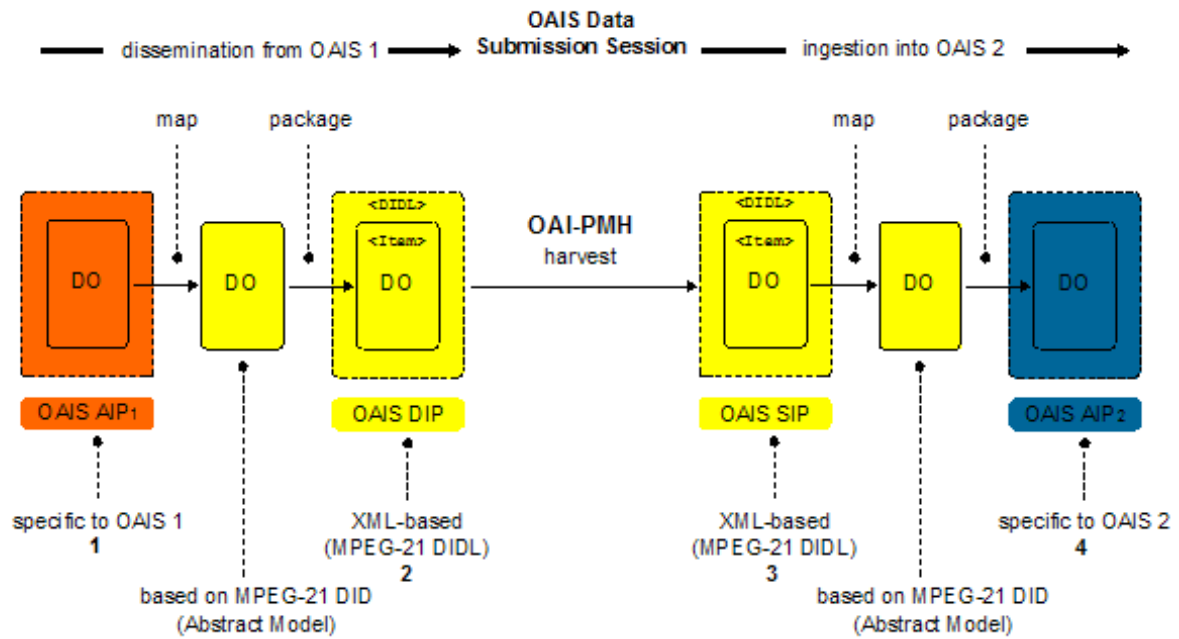 OAIS Data
Submission Session
dissemination from OAIS 1
ingestion into OAIS 2
map
package
map
package
<DIDL>
<Item>
DO
DO
DO
OAI-PMH
harvest
<DIDL>
<Item>
DO
DO
DO
OAIS AIP1
OAIS DIP
OAIS SIP
OAIS AIP2
specific to OAIS 1
1
XML-based
(MPEG-21 DIDL)
2
XML-based
(MPEG-21 DIDL)
3
specific to OAIS 2
4
based on MPEG-21 DID
(Abstract Model)
based on MPEG-21 DID
(Abstract Model)